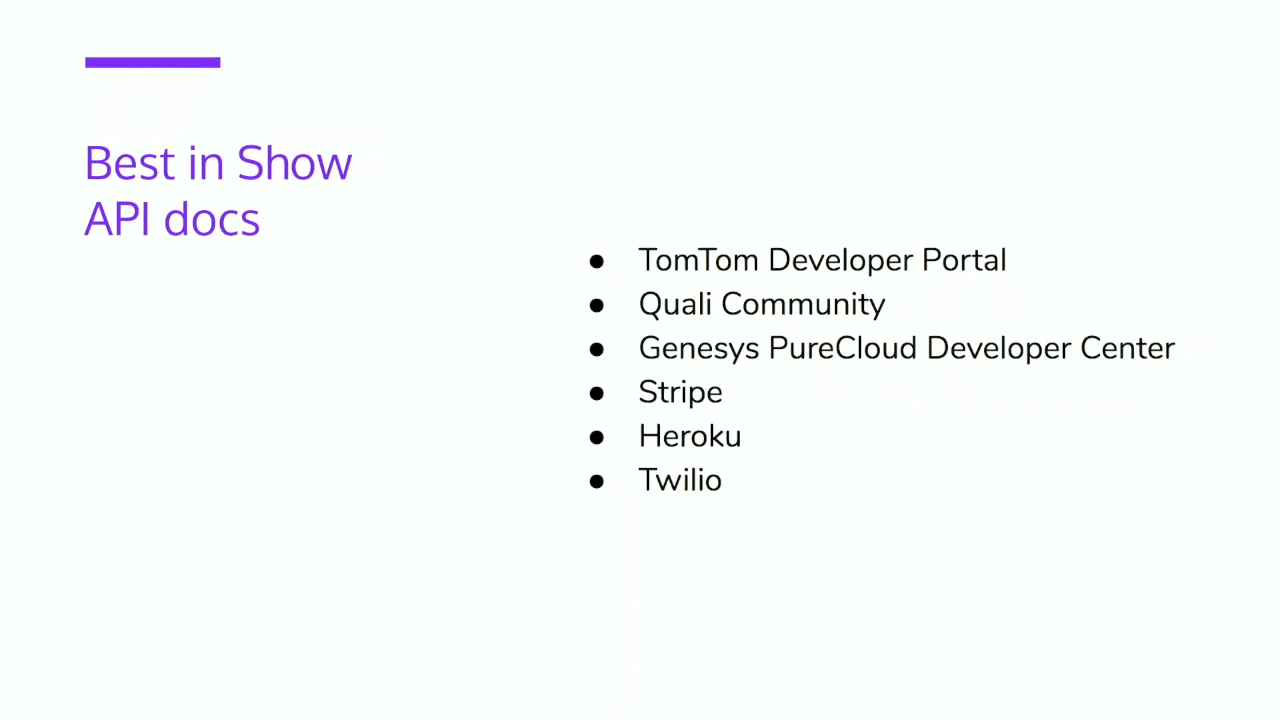 Best in Show
API docs
● TomTom Developer Portal
● Quali Community
● Genesys PureCloud Developer Center
● Stripe
● Heroku
● Twilio